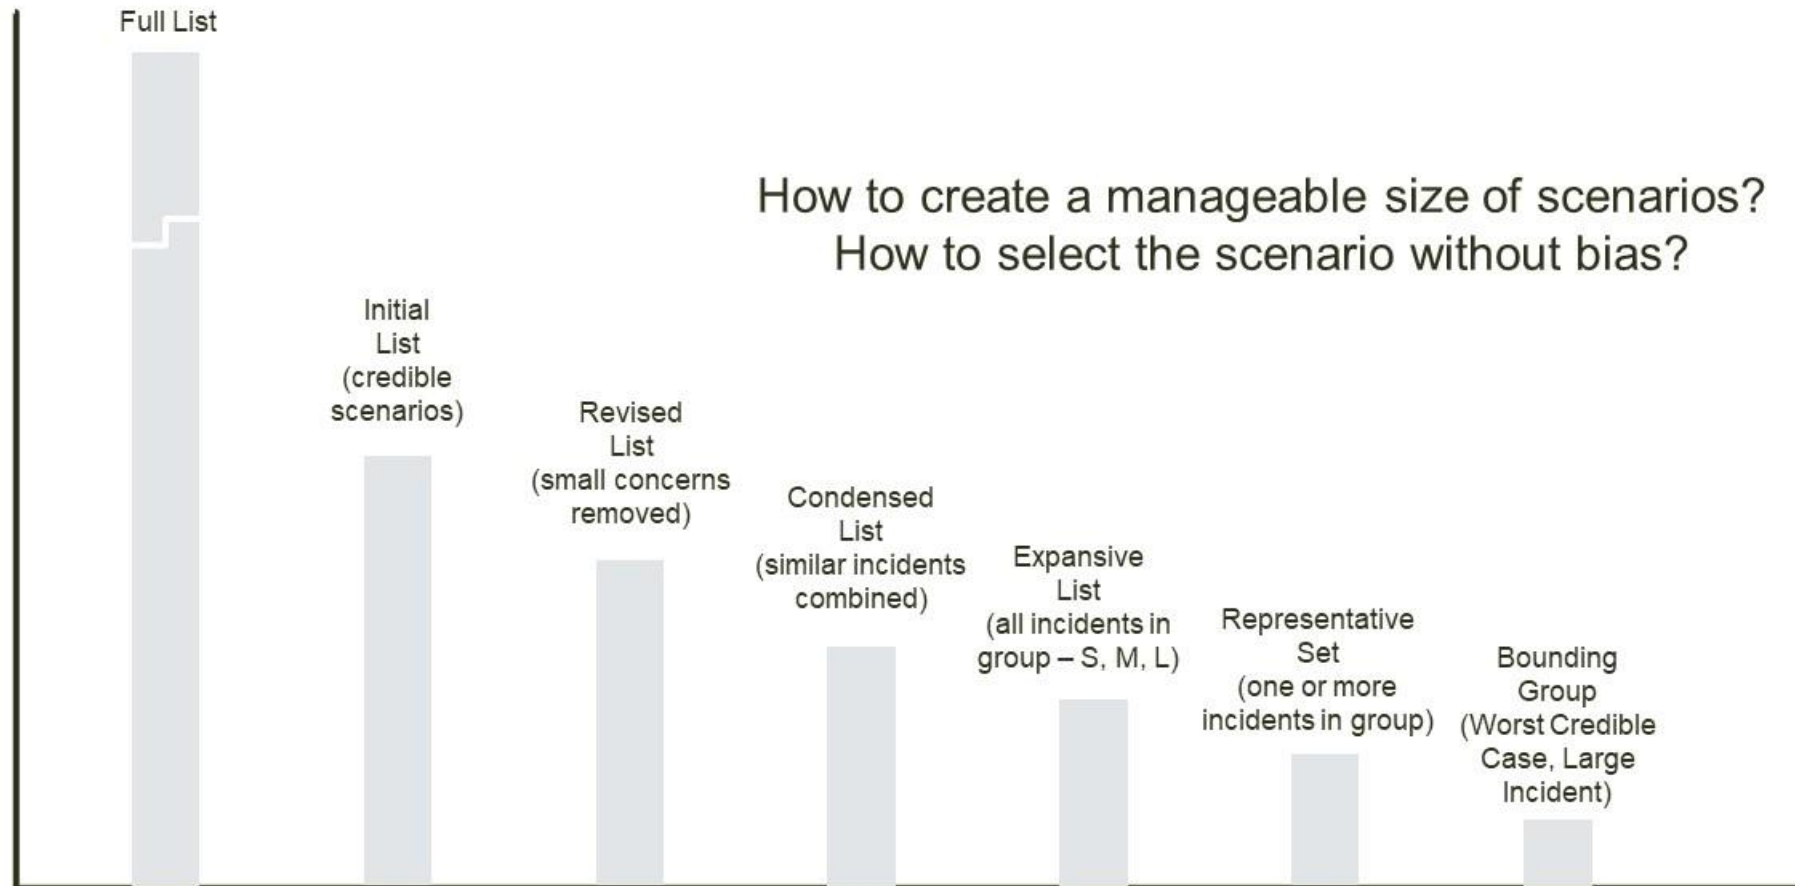 Full List
How to create a manageable size of scenarios?
How to select the scenario without bias?
Initial
List
(credible
scenarios)
Revised
List
(small concerns
removed)
Condensed
List
(similar incidents
combined)
Expansive
List
(all incidents in
group – S, M, L)
Representative
Set
(one or more
incidents in group)
Bounding
Group
(Worst Credible
Case, Large
Incident)